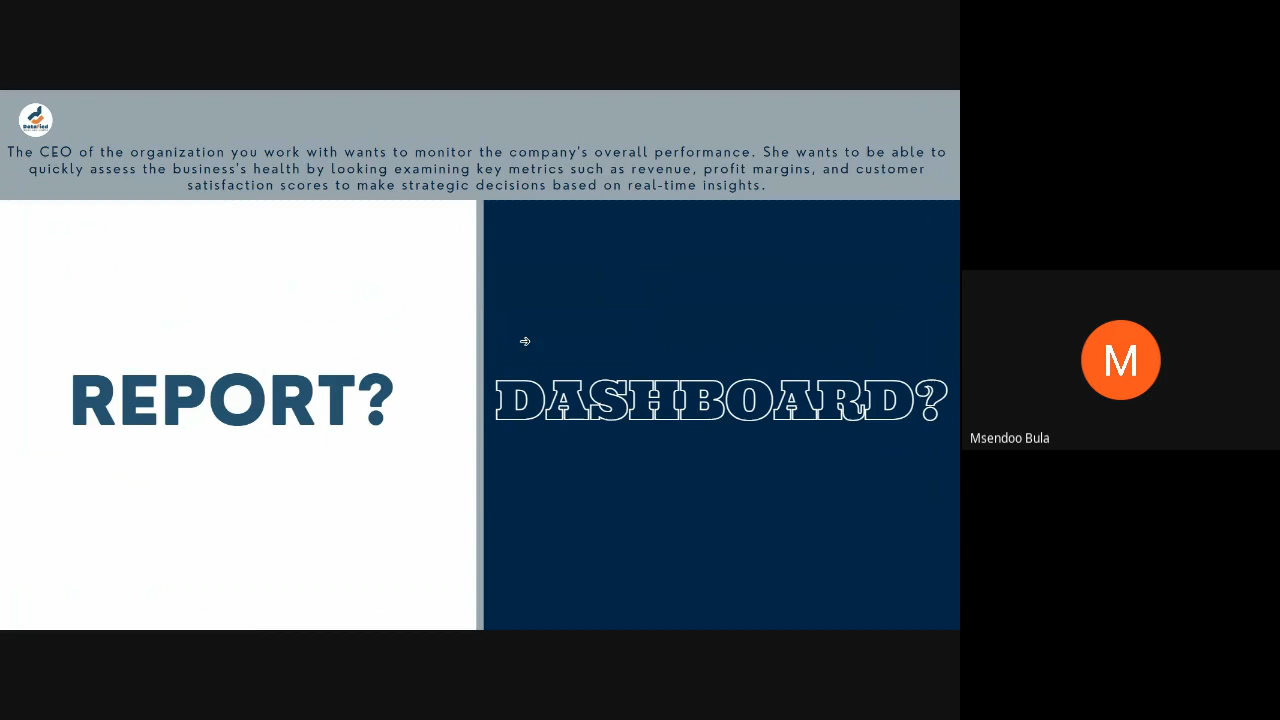 The CEO of the organization you work with wants to monitor the company's overall performance. She wants to be able to
quickly assess the business's health by looking examining key metrics such as revenue, profit margins, and customer
satisfaction scores to make strategic decisions based on real-time insights.
REPORT?
DASHBOARD?
M
Msendoo Bula